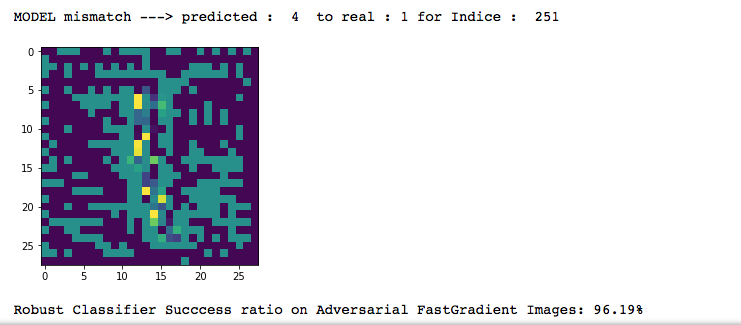 MODEL mismatch ---> predicted : 4 to real : 1 for Indice : 251
0
5
10
15
20
25
0 5 10 15 20 25
Robust Classifier Succcess ratio on Adversarial FastGradient Images: 96.19%